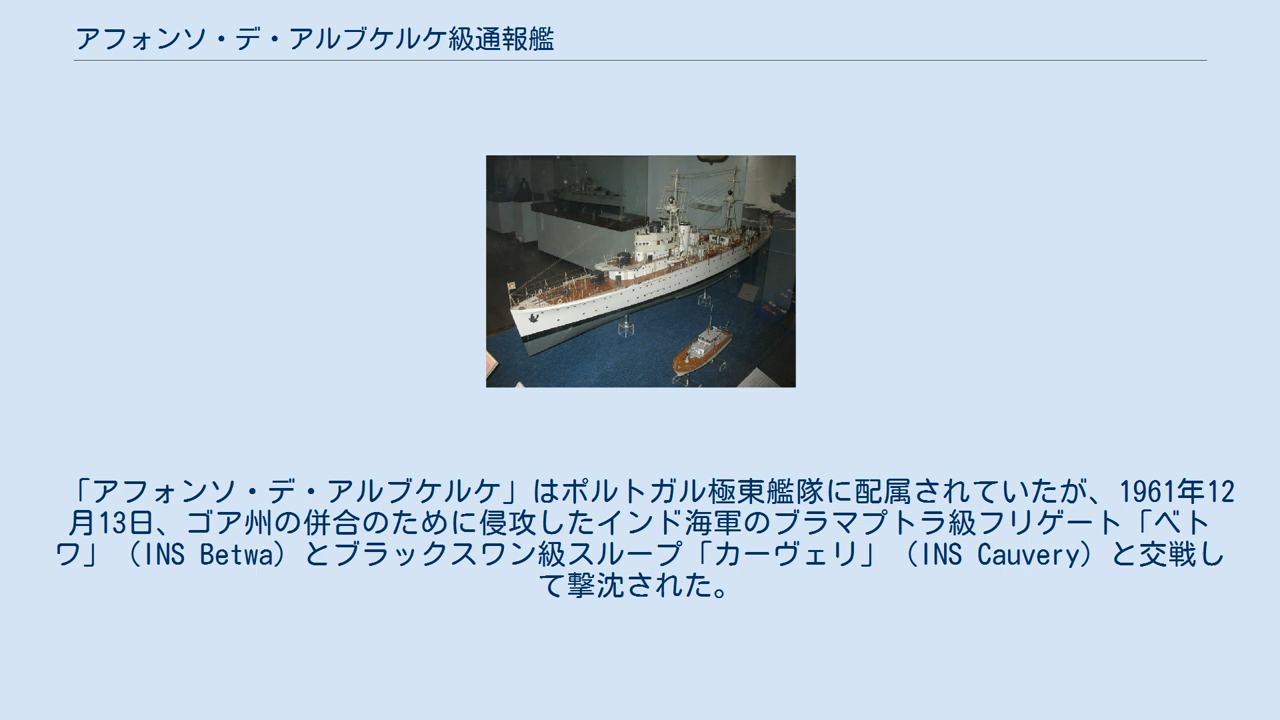 アフォンソ・デ・アルブケルケ級通報艦
「アフォンソ・デ・アルブケルケ」はポルトガル極東艦隊に配属されていたが、1961年12
月13日、ゴア州の併合のために侵攻したインド海軍のブラマプトラ級フリゲート「ベト
ワ」（INS Betwa）とブラックスワン級スループ「カーヴェリ」（INS Cauvery）と交戦し
て撃沈された。